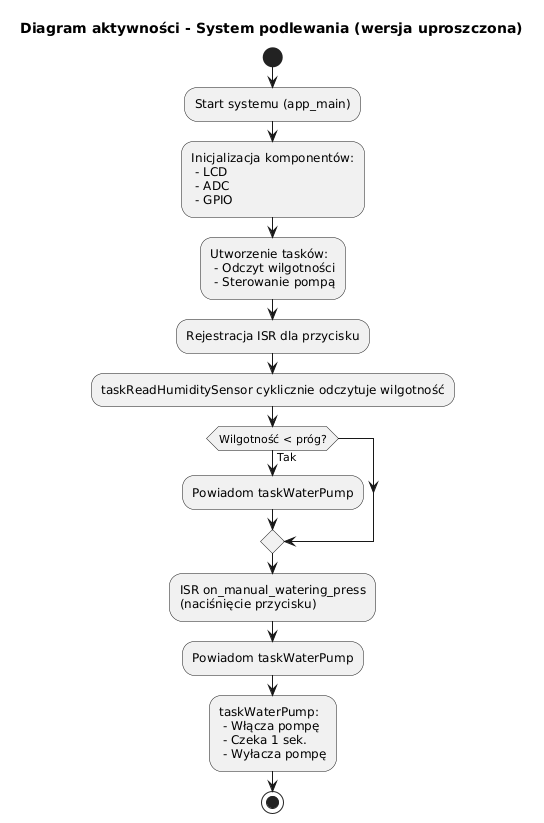 Diagram aktywności - System podlewania (wersja uproszczona)
Start systemu (app_main)
Inicjalizacja komponentów:
- LCD
- ADC
- GPIO
Utworzenie tasków:
- Odczyt wilgotności
- Sterowanie pompą
Rejestracja ISR dla przycisku
taskReadHumiditySensor cyklicznie odczytuje wilgotność
Wilgotność < próg?
Tak
Powiadom taskWaterPump
ISR on_manual_watering_press
(naciśnięcie przycisku)
Powiadom taskWaterPump
taskWaterPump:
- Włącza pompę
- Czeka 1 sek.
- Wyłacza pompę